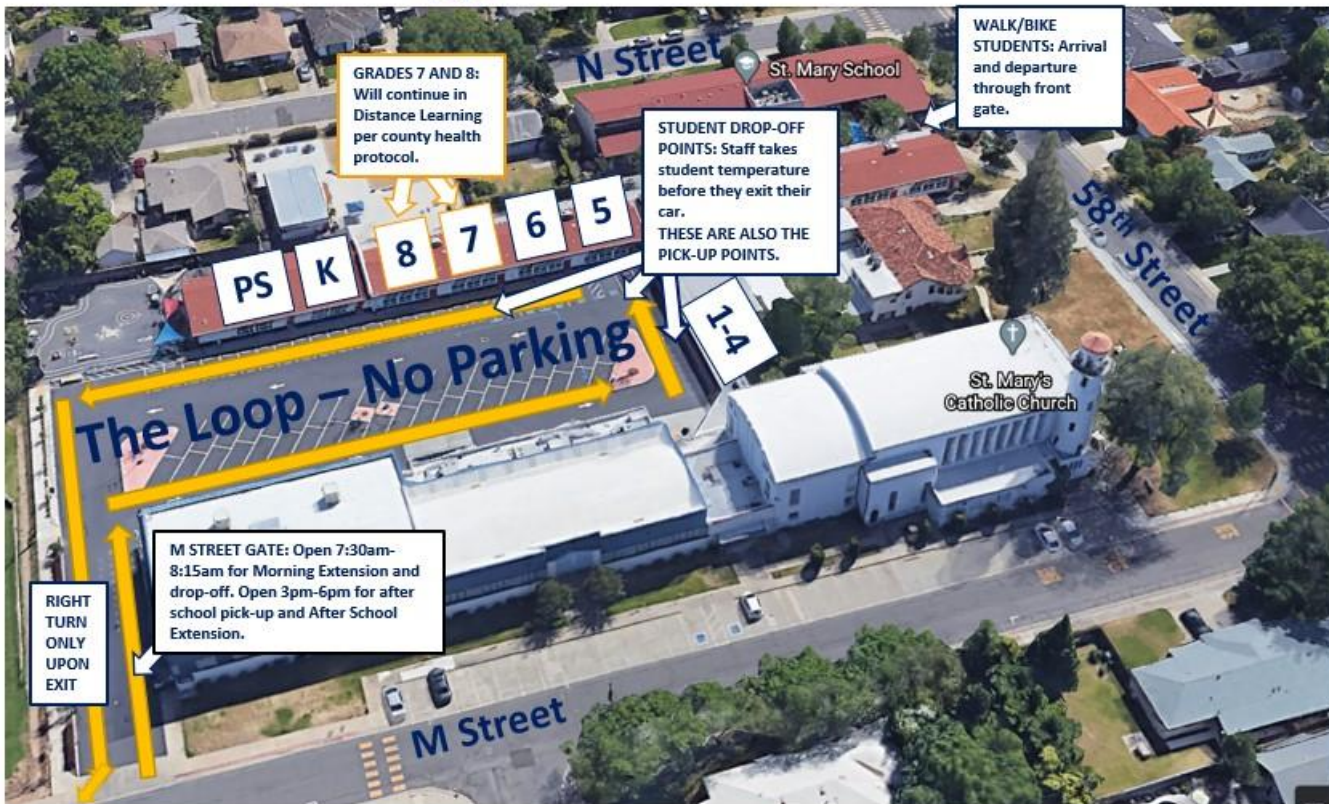 N Street
St. Mary School
WALK/BIKE
STUDENTS: Arrival
and departure
through front
gate.
GRADES 7 AND 8:
Will continue in
Distance Learning
per county health
protocol.
STUDENT DROP-OFF
POINTS: Staff takes
student temperature
before they exit their
car.
THESE ARE ALSO THE
PICK-UP POINTS.
58th Street
PS
K
8
7
6
5
1-4
The Loop – No Parking
St. Mary's
Catholic Church
M STREET GATE: Open 7:30am-
8:15am for Morning Extension and
drop-off. Open 3pm-6pm for after
school pick-up and After School
Extension.
RIGHT
TURN
ONLY
UPON
EXIT
M Street